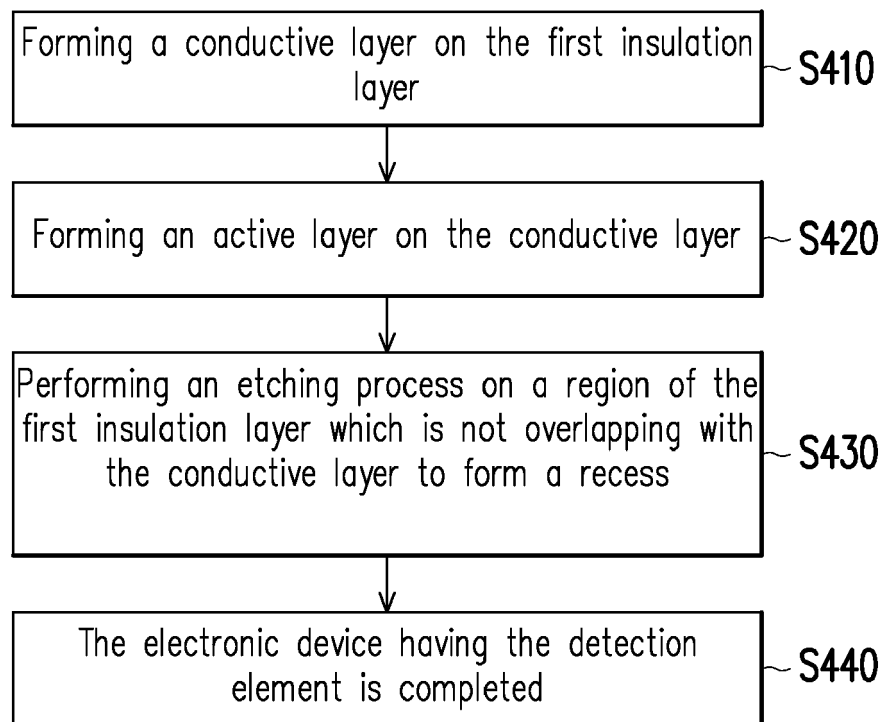 Forming a conductive layer on the first insulation
layer
S410
Forming an active layer on the conductive layer
S420
Performing an etching process on a region of the
first insulation layer which is not overlapping with
the conductive layer to form a recess
S430
The electronic device having the detection
element is completed
S440